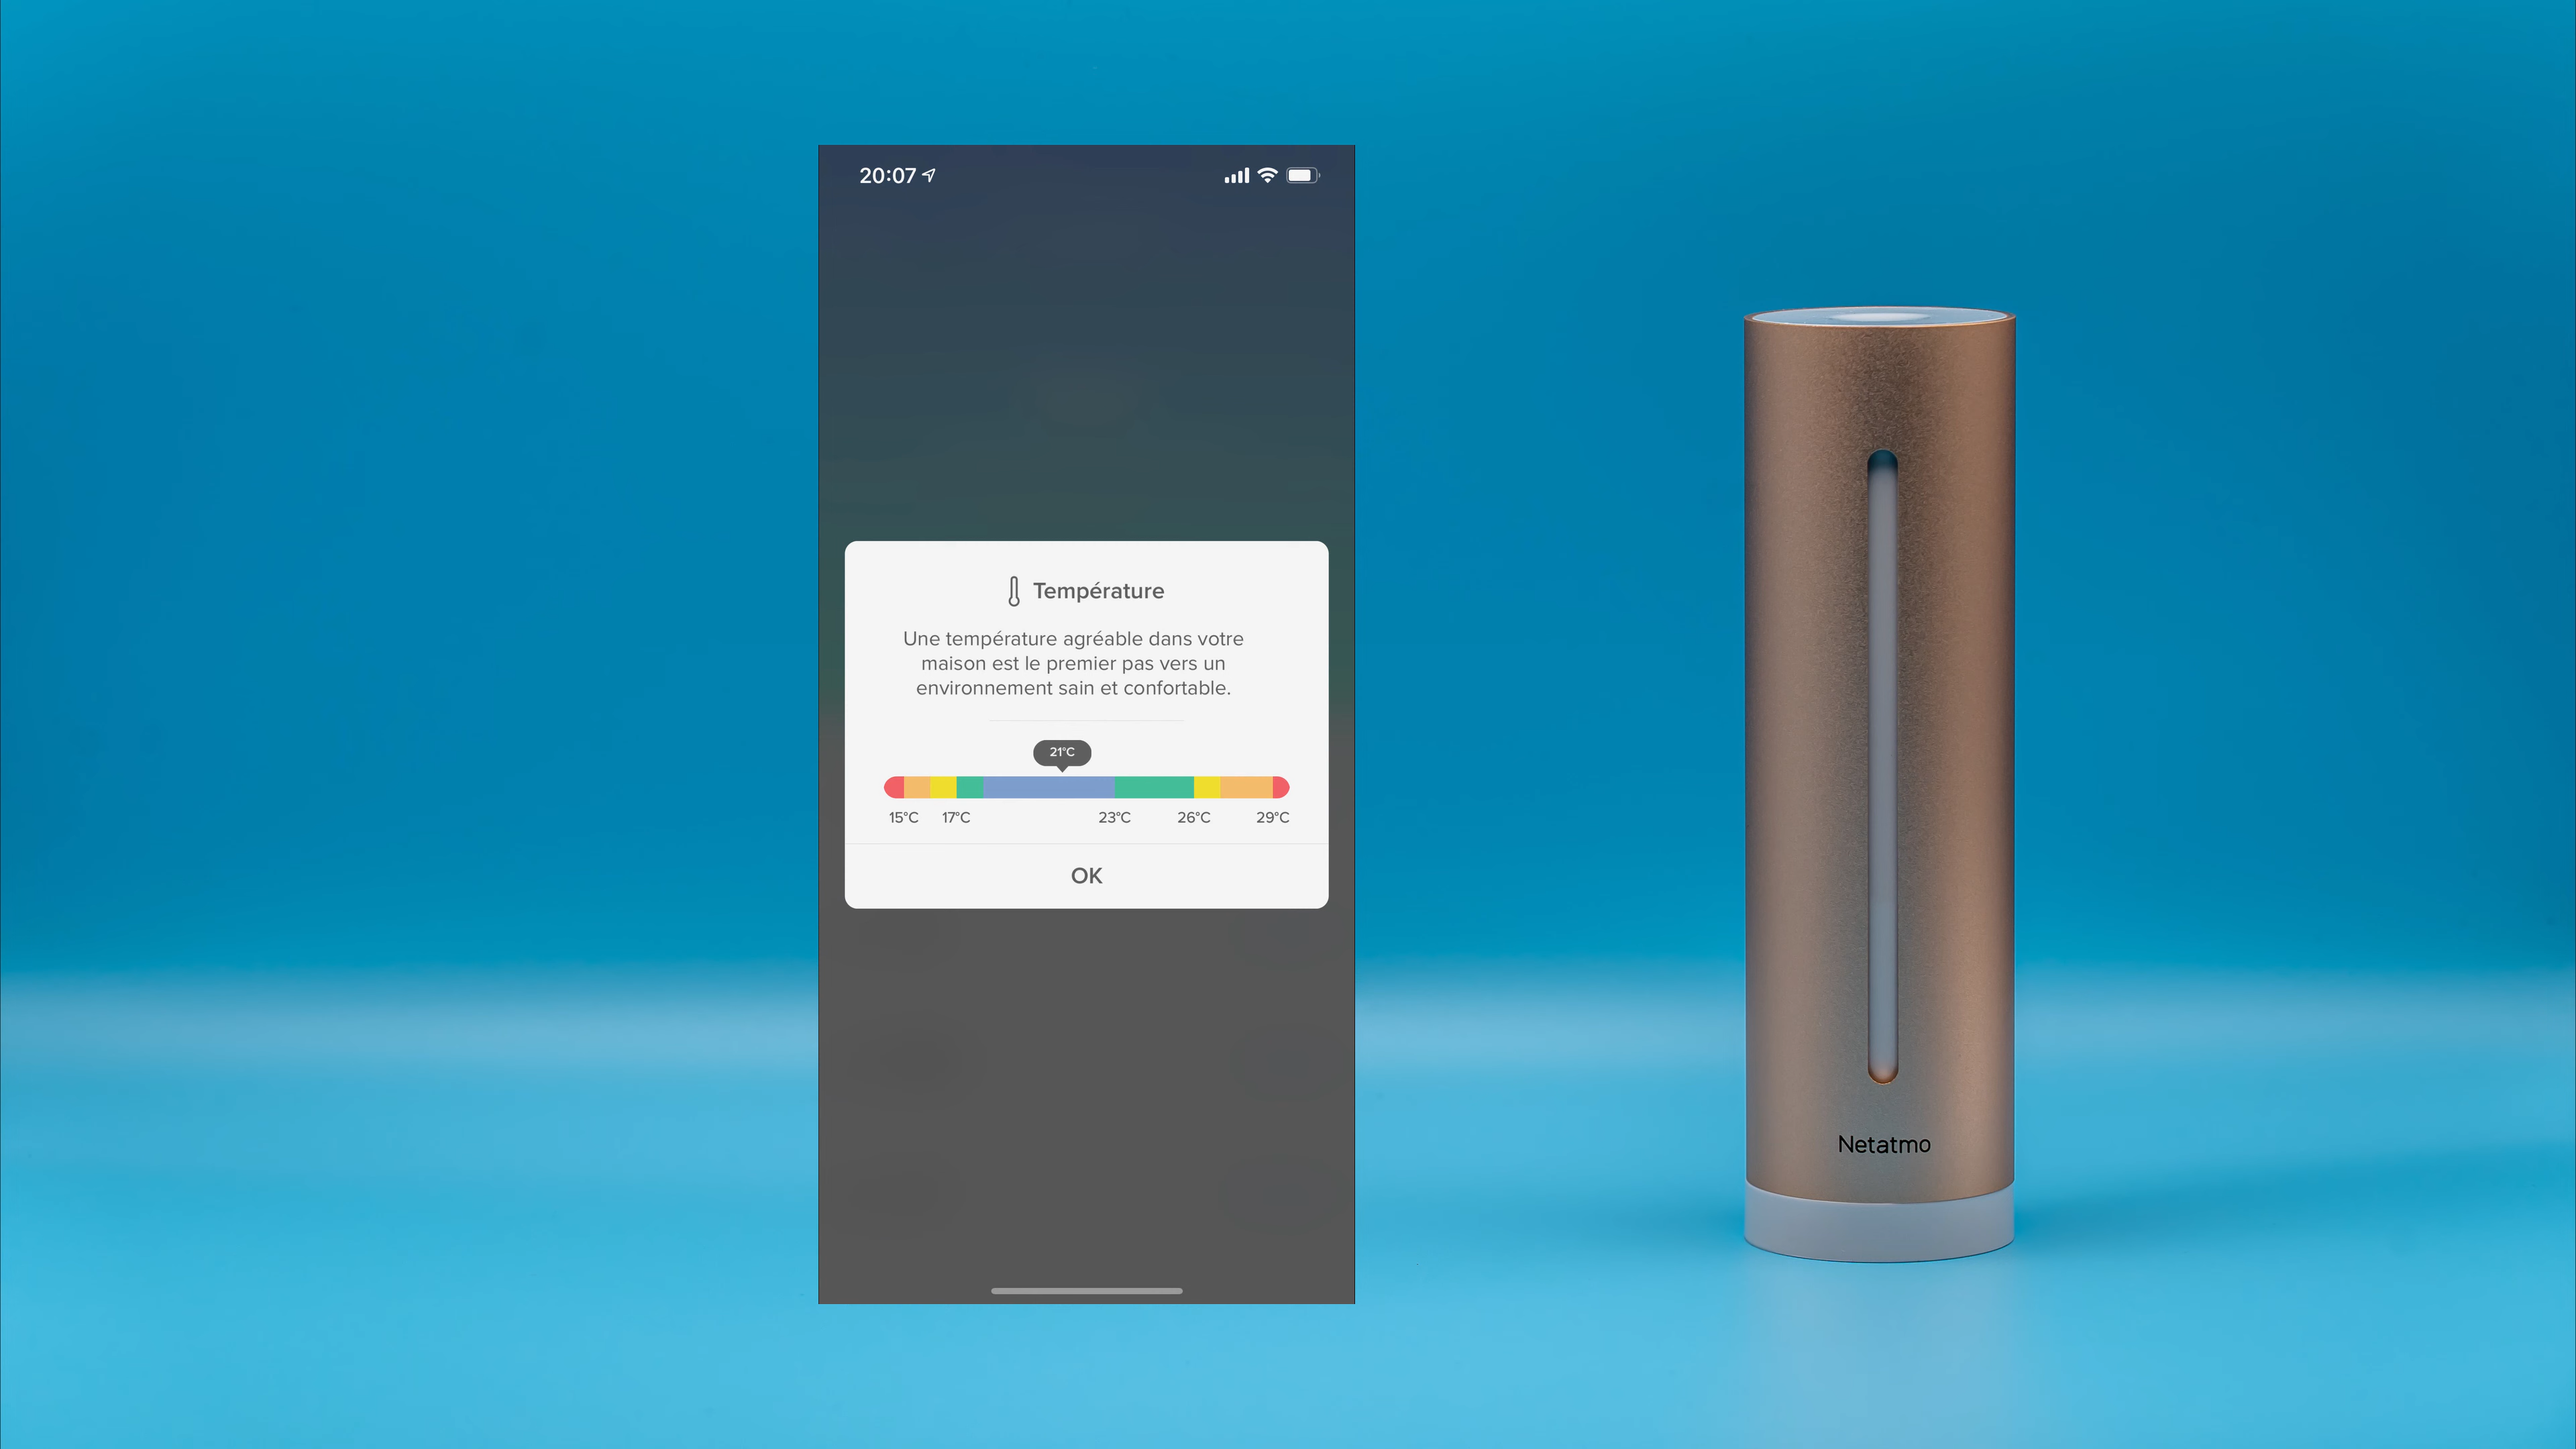 20:07
Température
Une température agréable dans votre
maison est le premier pas vers un
environnement sain et confortable.
21°C
15°C 17°C 23°C 26°C 29°C
OK
Netatmo